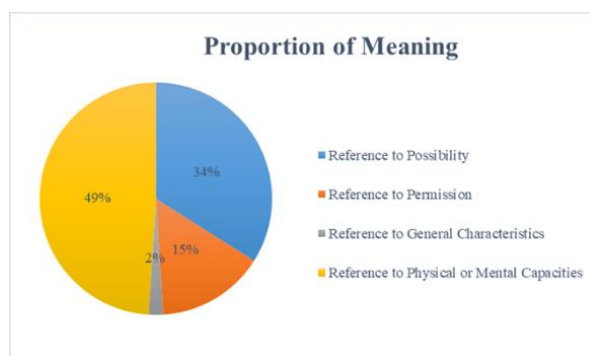 Proportion of Meaning
34%
49%
15%
2%
Reference to Possibility
Reference to Permission
Reference to General Characteristics
Reference to Physical or Mental Capacities